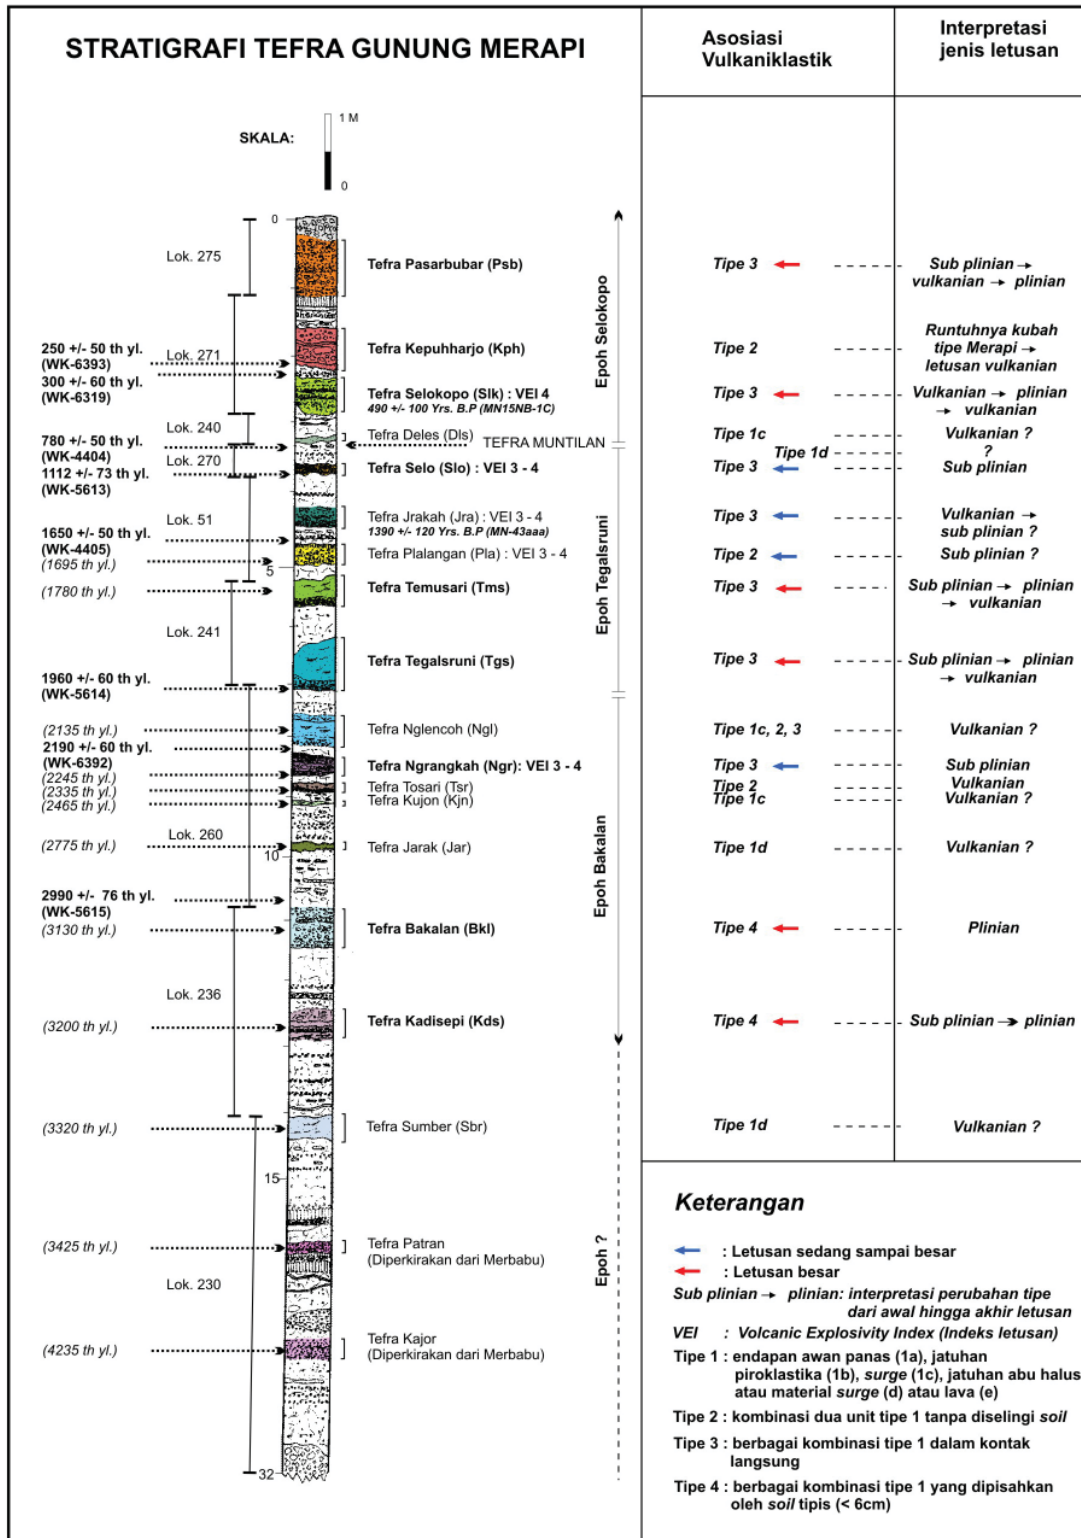 STRATIGRAFI TEFRA GUNUNG MERAPI
Asosiasi
Vulkaniklastik
Interpretasi
jenis letusan
SKALA:
1 M
0
0
Lok. 275
Tefra Pasarbubar (Psb)
Tipe 3
Sub plinian →
vulkanian → plinian
250 +/- 50 th yl.
(WK-6393)
Lok. 271
Tefra Kepuhharjo (Kph)
Tipe 2
Runtuhnya kubah
tipe Merapi →
letusan vulkanian
300 +/- 60 th yl.
(WK-6319)
Tefra Selokopo (Slk) : VEI 4
490 +/- 100 Yrs. B.P (MN15NB-1C)
Tipe 3
Vulkanian → plinian
→ vulkanian
Epoh Selokopo
Lok. 240
Tefra Deles (Dls)
Tipe 1c
Vulkanian ?
780 +/- 50 th yl.
(WK-4404)
TEFRA MUNTILAN
Tipe 1d
?
Lok. 270
1112 +/- 73 th yl.
(WK-5613)
Tefra Selo (Slo) : VEI 3 - 4
Tipe 3
Sub plinian
Lok. 51
Tefra Jrakah (Jra) : VEI 3 - 4
1390 +/- 120 Yrs. B.P (MN-43aaa)
Tipe 3
Vulkanian →
sub plinian ?
1650 +/- 50 th yl.
(WK-4405)
(1695 th yl.)
5
Tefra Plalangan (Pla) : VEI 3 - 4
Tipe 2
Sub plinian ?
(1780 th yl.)
Tefra Temusari (Tms)
Tipe 3
Sub plinian → plinian
→ vulkanian
Epoh Tegalsruni
Lok. 241
Tefra Tegalsruni (Tgs)
Tipe 3
Sub plinian → plinian
→ vulkanian
1960 +/- 60 th yl.
(WK-5614)
(2135 th yl.)
Tefra Nglencoh (Ngl)
Tipe 1c, 2, 3
Vulkanian ?
2190 +/- 60 th yl.
(WK-6392)
Tefra Ngrangkah (Ngr): VEI 3 - 4
Tipe 3
Sub plinian
(2245 th yl.)
(2335 th yl.)
Tefra Tosari (Tsr)
Tipe 2
Vulkanian
(2465 th yl.)
Tefra Kujon (Kjn)
Tipe 1c
Vulkanian ?
Lok. 260
(2775 th yl.)
10
Tefra Jarak (Jar)
Tipe 1d
Vulkanian ?
Epoh Bakalan
2990 +/- 76 th yl.
(WK-5615)
(3130 th yl.)
Tefra Bakalan (Bkl)
Tipe 4
Plinian
Lok. 236
(3200 th yl.)
Tefra Kadisepi (Kds)
Tipe 4
Sub plinian → plinian
(3320 th yl.)
Tefra Sumber (Sbr)
Tipe 1d
Vulkanian ?
15
(3425 th yl.)
Tefra Patran
(Diperkirakan dari Merbabu)
Lok. 230
Epoh ?
(4235 th yl.)
Tefra Kajor
(Diperkirakan dari Merbabu)
32
Keterangan
: Letusan sedang sampai besar
: Letusan besar
Sub plinian → plinian: interpretasi perubahan tipe
dari awal hingga akhir letusan
VEI : Volcanic Explosivity Index (Indeks letusan)
Tipe 1 : endapan awan panas (1a), jatuhan
piroklastika (1b), surge (1c), jatuhan abu halus
atau material surge (d) atau lava (e)
Tipe 2 : kombinasi dua unit tipe 1 tanpa diselingi soil
Tipe 3 : berbagai kombinasi tipe 1 dalam kontak
langsung
Tipe 4 : berbagai kombinasi tipe 1 yang dipisahkan
oleh soil tipis (< 6cm)